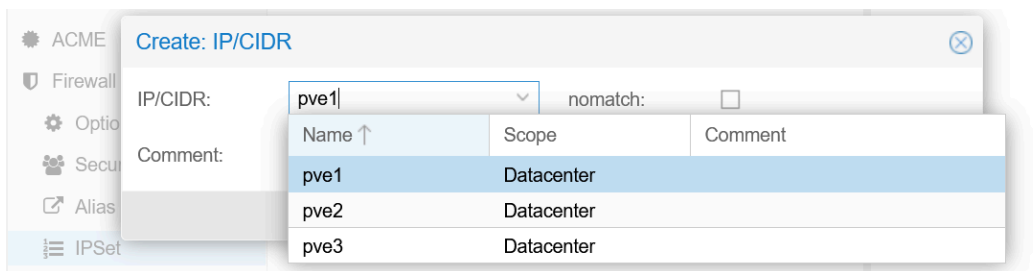 ACME
Create: IP/CIDR
Firewall
IP/CIDR: pve1 nomatch:
Optio
Name Scope Comment
Comment:
Secur
pve1 Datacenter
Alias
pve2 Datacenter
IPSet
pve3 Datacenter